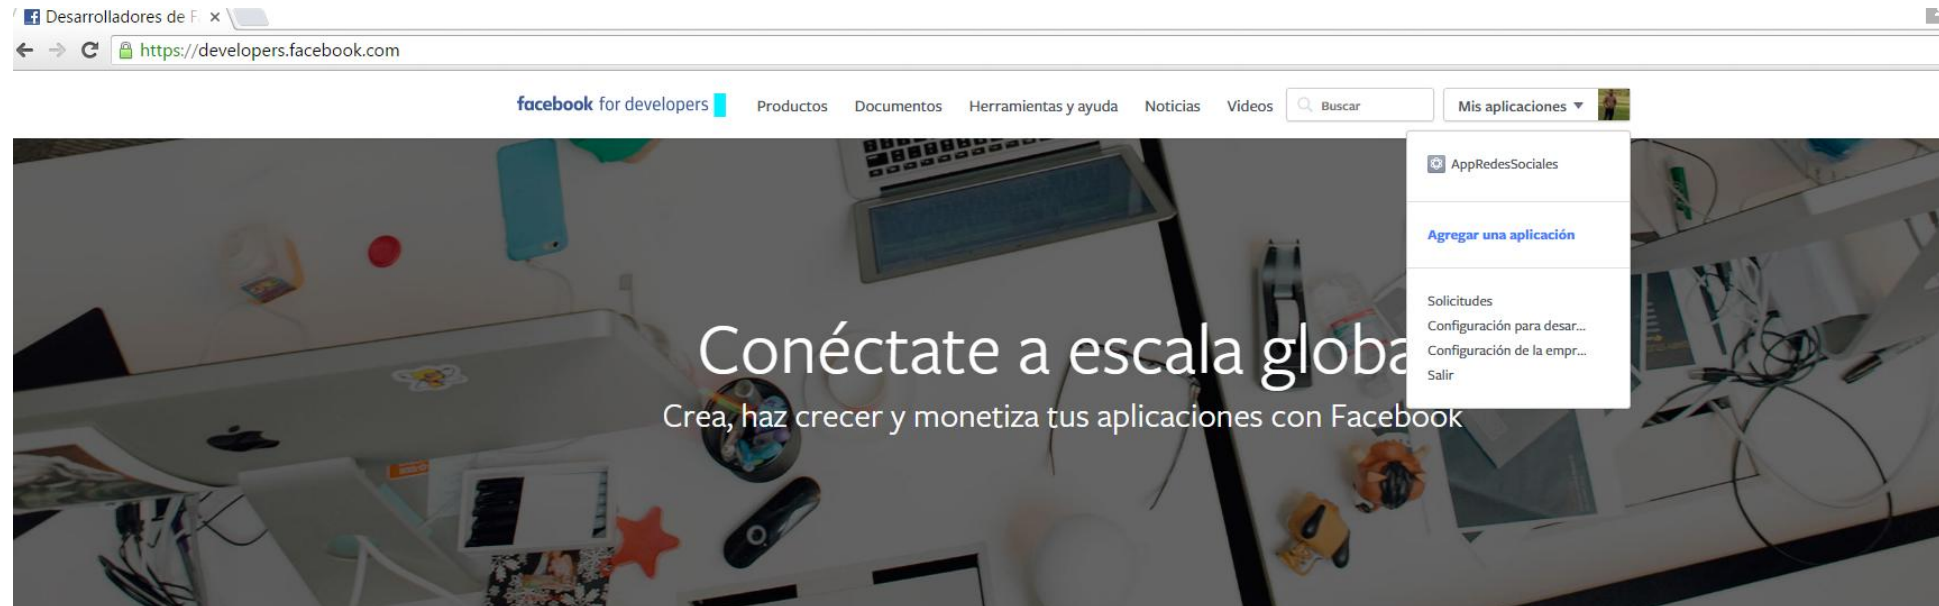 Desarrolladores de F
https://developers.facebook.com
facebook for developers Productos Documentos Herramientas y ayuda Noticias Videos Buscar Mis aplicaciones
AppRedesSociales
Agregar una aplicación
Solicitudes
Configuración para desar...
Configuración de la empr...
Salir
Conéctate a escala globa
Crea, haz crecer y monetiza tus aplicaciones con Facebook